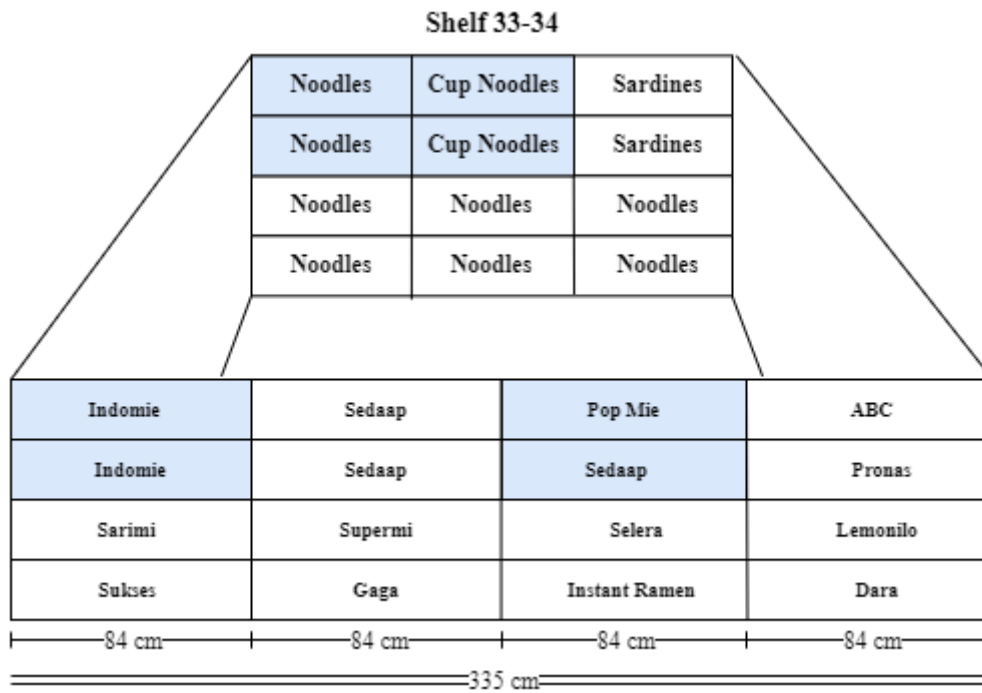 Shelf 33-34
Noodles Cup Noodles Sardines
Noodles Cup Noodles Sardines
Noodles Noodles Noodles
Noodles Noodles Noodles
Indomie Sedaap Pop Mie ABC
Indomie Sedaap Sedaap Pronas
Sarimi Supermi Selera Lemonilo
Sukses Gaga Instant Ramen Dara
84 cm 84 cm 84 cm 84 cm
335 cm